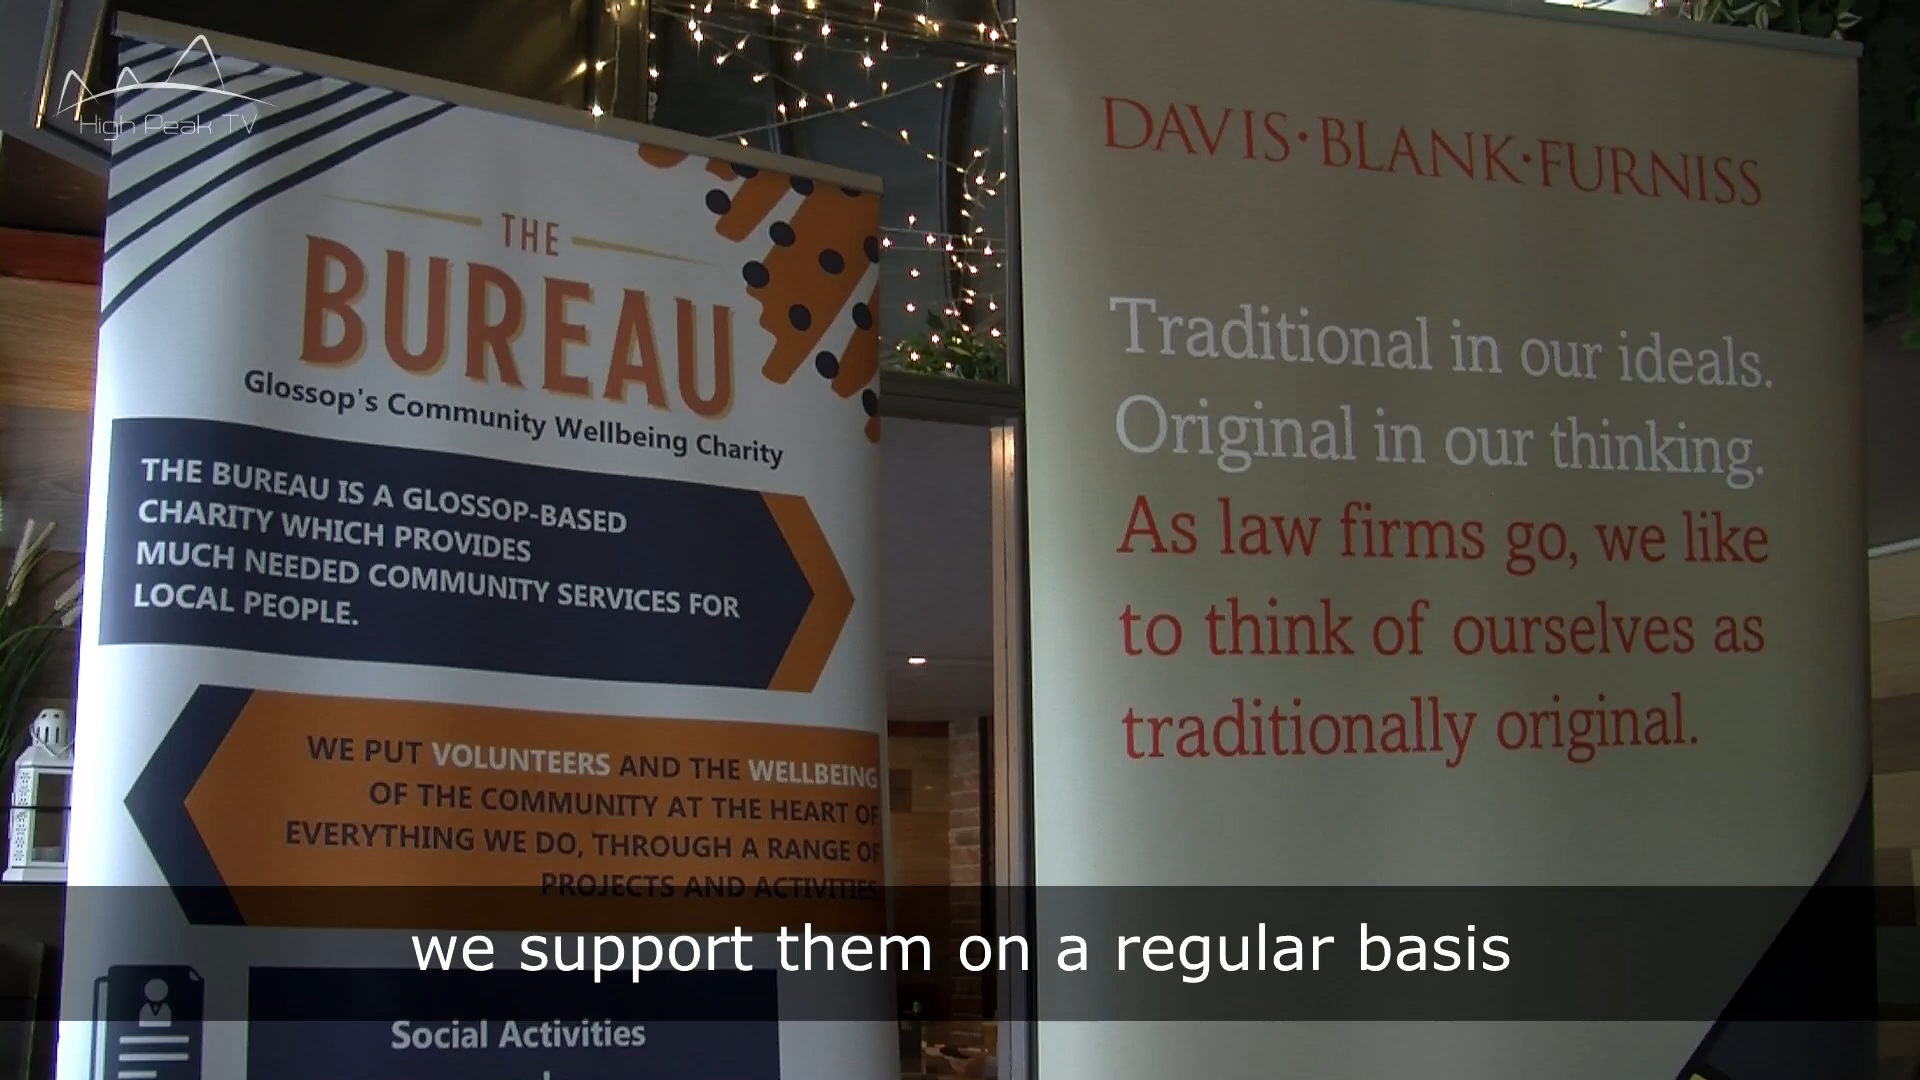 High Peak TV
THE
BUREAU
Glossop's Community Wellbeing Charity
THE BUREAU IS A GLOSSOP-BASED
CHARITY WHICH PROVIDES
MUCH NEEDED COMMUNITY SERVICES FOR
LOCAL PEOPLE.
WE PUT VOLUNTEERS AND THE WELLBEING
OF THE COMMUNITY AT THE HEART OF
EVERYTHING WE DO, THROUGH A RANGE OF
PROJECTS AND ACTIVITIES
Social Activities
DAVIS·BLANK·FURNISS
Traditional in our ideals.
Original in our thinking.
As law firms go, we like
to think of ourselves as
traditionally original.
we support them on a regular basis